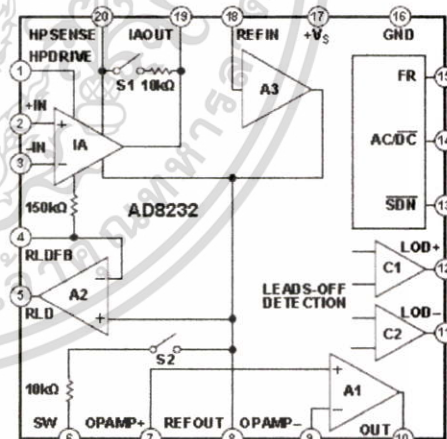 20 19 18 17 16
HPSENSE IAOUT REFIN +VS GND
HPDRIVE
1
S1 10kΩ
A3
FR 15
+IN
2
IA
-IN
3
AC/DC 14
150kΩ
AD8232
SDN 13
4
RLDFB
LOD+
C1 12
A2
5
RLD
LEADS-OFF
DETECTION
LOD–
C2 11
S2
10kΩ
A1
SW OPAMP+ REFOUT OPAMP– OUT
6 7 8 9 10